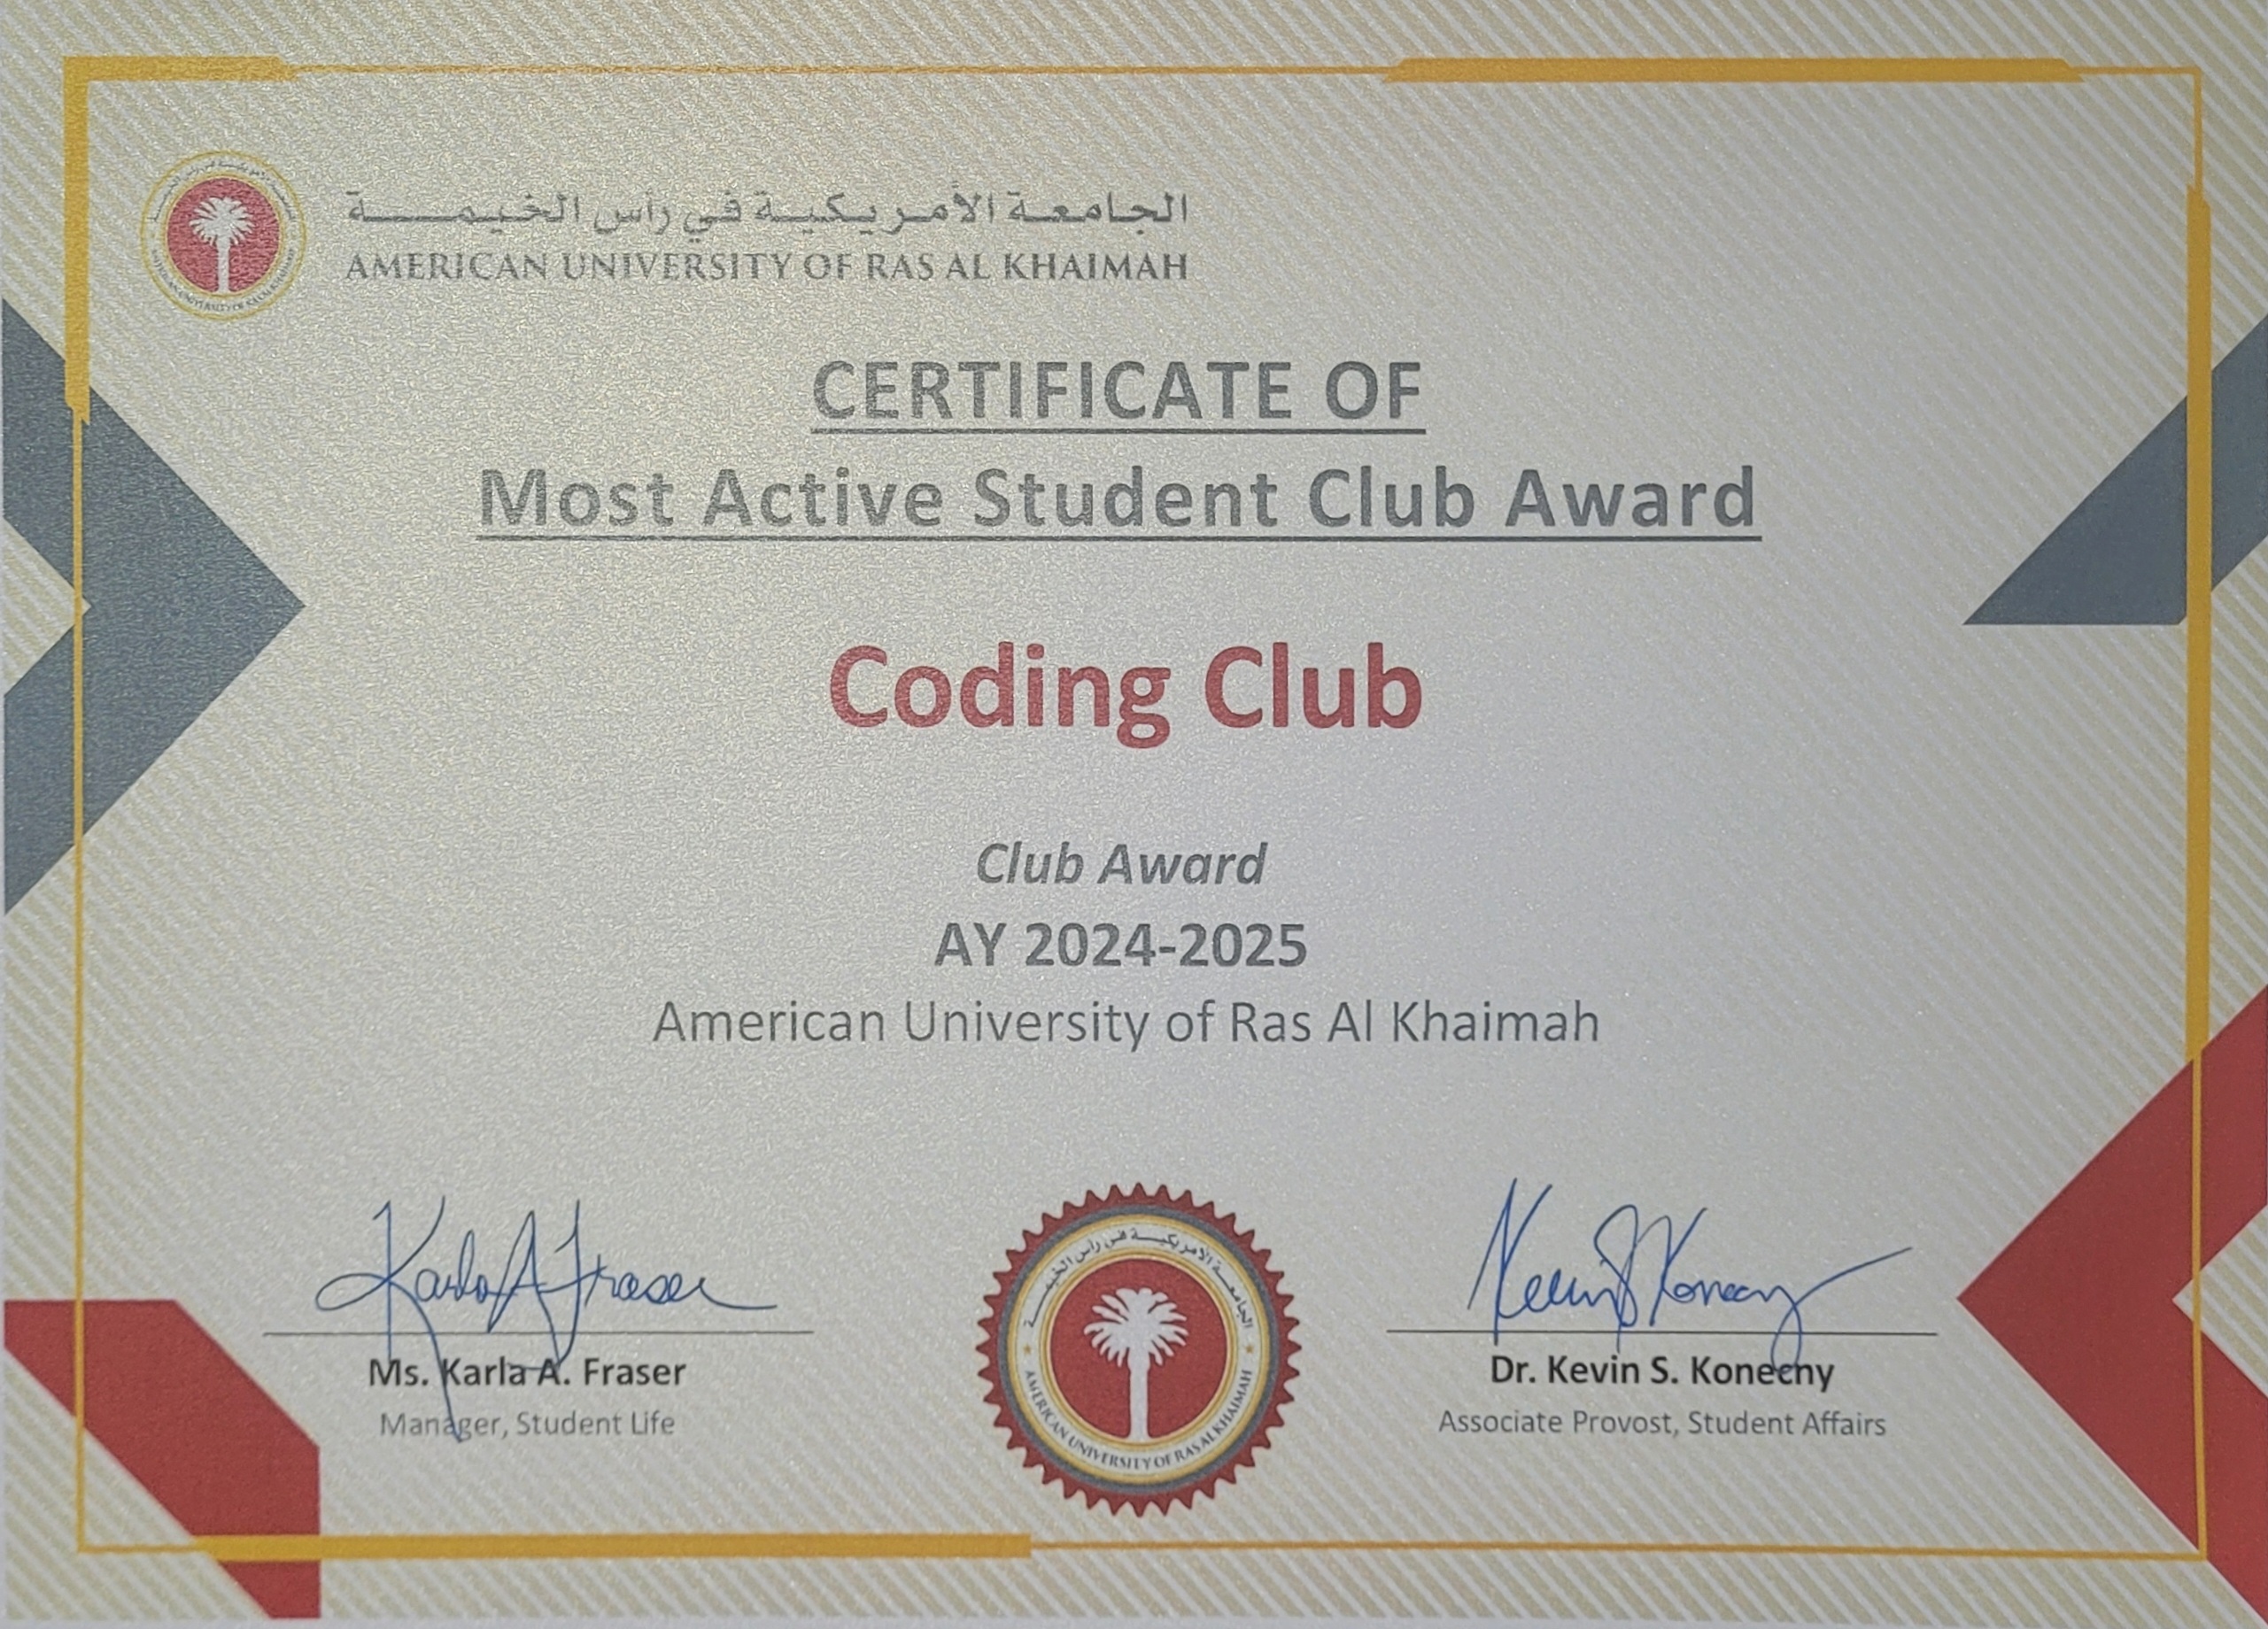 الجامعة الأمريكية في رأس الخيمة
AMERICAN UNIVERSITY OF RAS AL KHAIMAH
CERTIFICATE OF
Most Active Student Club Award
Coding Club
Club Award
AY 2024-2025
American University of Ras Al Khaimah
Karla A Fraser
Kevin S Konecny
الجامعة الأمريكية في رأس الخيمة
AMERICAN UNIVERSITY OF RAS AL KHAIMAH
Ms. Karla A. Fraser
Dr. Kevin S. Konecny
Manager, Student Life
Associate Provost, Student Affairs